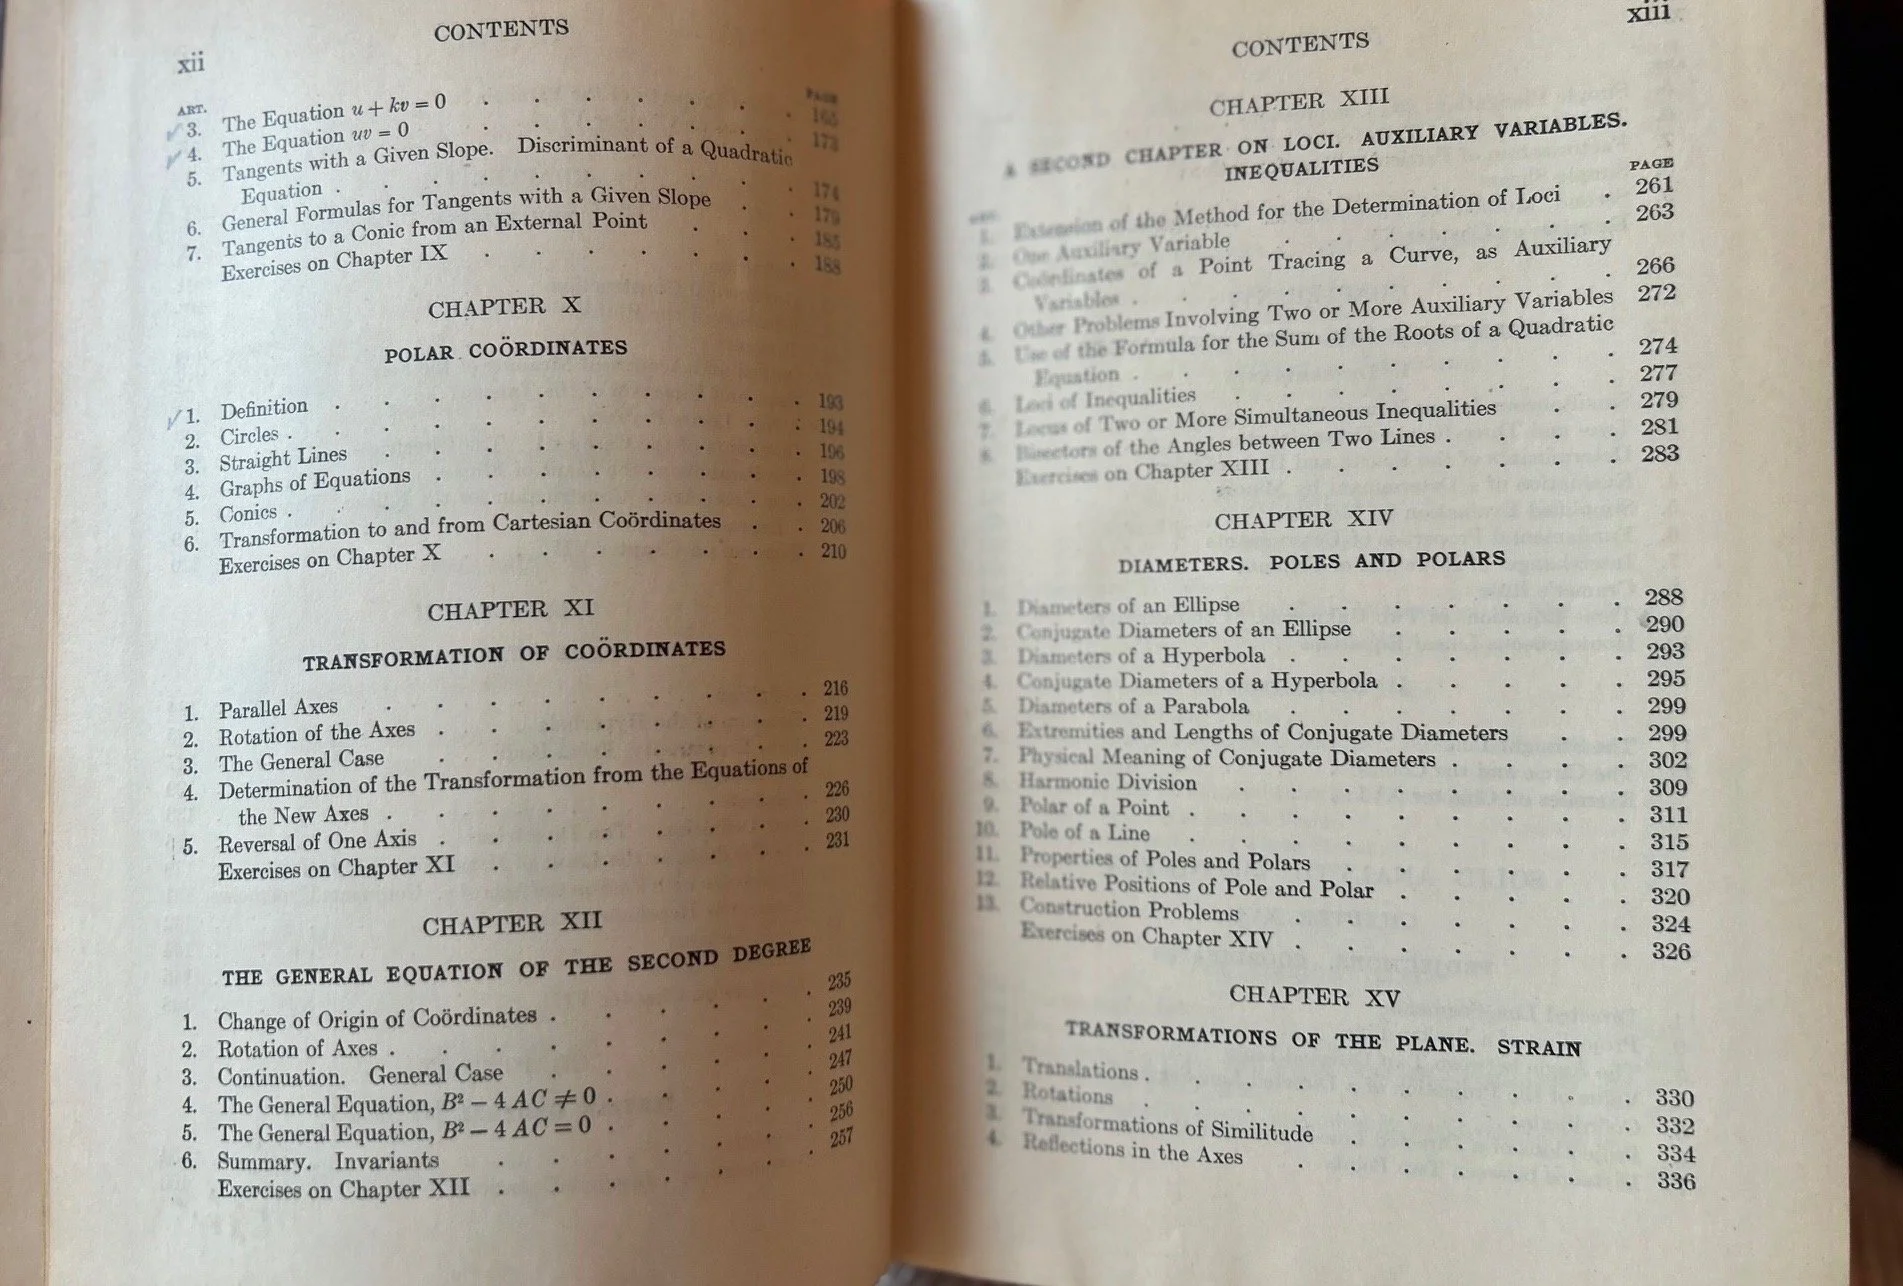 CONTENTS
xii
ART. PAGE
3. The Equation u + kv = 0 . . . . . . 165
4. The Equation uv = 0 . . . . . . 173
5. Tangents with a Given Slope. Discriminant of a Quadratic
Equation . . . . . . . . . 174
6. General Formulas for Tangents with a Given Slope . . 179
7. Tangents to a Conic from an External Point . . . 185
Exercises on Chapter IX . . . . . . . 188
CHAPTER X
POLAR COÖRDINATES
1. Definition . . . . . . . . . . 193
2. Circles . . . . . . . . . . 194
3. Straight Lines . . . . . . . . . 196
4. Graphs of Equations . . . . . . . . 198
5. Conics . . . . . . . . . . 202
6. Transformation to and from Cartesian Coördinates . . 206
Exercises on Chapter X . . . . . . . 210
CHAPTER XI
TRANSFORMATION OF COÖRDINATES
1. Parallel Axes . . . . . . . . . 216
2. Rotation of the Axes . . . . . . . . 219
3. The General Case . . . . . . . . 223
4. Determination of the Transformation from the Equations of
the New Axes . . . . . . . . . 226
5. Reversal of One Axis . . . . . . . . 230
Exercises on Chapter XI . . . . . . . 231
CHAPTER XII
THE GENERAL EQUATION OF THE SECOND DEGREE
1. Change of Origin of Coördinates . . . . . . 235
2. Rotation of Axes . . . . . . . . . 239
3. Continuation. General Case . . . . . . 241
4. The General Equation, B² − 4 AC ≠ 0 . . . . . 247
5. The General Equation, B² − 4 AC = 0 . . . . . 250
6. Summary. Invariants . . . . . . . 256
Exercises on Chapter XII . . . . . . . 257
xiii
CONTENTS
CHAPTER XIII
A SECOND CHAPTER ON LOCI. AUXILIARY VARIABLES.
INEQUALITIES
PAGE
1. Extension of the Method for the Determination of Loci . 261
2. One Auxiliary Variable . . . . . . . 263
3. Coördinates of a Point Tracing a Curve, as Auxiliary
Variables . . . . . . . . . . 266
4. Other Problems Involving Two or More Auxiliary Variables 272
5. Use of the Formula for the Sum of the Roots of a Quadratic
Equation . . . . . . . . . . 274
6. Loci of Inequalities . . . . . . . . 277
7. Locus of Two or More Simultaneous Inequalities . . 279
8. Bisectors of the Angles between Two Lines . . . . 281
Exercises on Chapter XIII . . . . . . . 283
CHAPTER XIV
DIAMETERS. POLES AND POLARS
1. Diameters of an Ellipse . . . . . . . 288
2. Conjugate Diameters of an Ellipse . . . . . 290
3. Diameters of a Hyperbola . . . . . . . 293
4. Conjugate Diameters of a Hyperbola . . . . . 295
5. Diameters of a Parabola . . . . . . . 299
6. Extremities and Lengths of Conjugate Diameters . . 299
7. Physical Meaning of Conjugate Diameters . . . . 302
8. Harmonic Division . . . . . . . . 309
9. Polar of a Point . . . . . . . . . 311
10. Pole of a Line . . . . . . . . . 315
11. Properties of Poles and Polars . . . . . . 317
12. Relative Positions of Pole and Polar . . . . . 320
13. Construction Problems . . . . . . . 324
Exercises on Chapter XIV . . . . . . . 326
CHAPTER XV
TRANSFORMATIONS OF THE PLANE. STRAIN
1. Translations . . . . . . . . . . 330
2. Rotations . . . . . . . . . . 332
3. Transformations of Similitude . . . . . . 334
4. Reflections in the Axes . . . . . . . 336